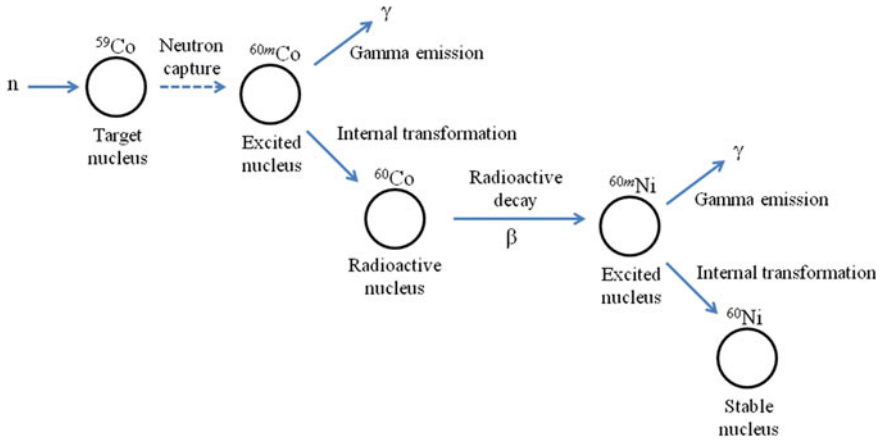 n
⁵⁹Co
Target
nucleus
Neutron
capture
⁶⁰ᵐCo
Excited
nucleus
γ
Gamma emission
Internal transformation
⁶⁰Co
Radioactive
nucleus
Radioactive
decay
β
⁶⁰ᵐNi
Excited
nucleus
γ
Gamma emission
Internal transformation
⁶⁰Ni
Stable
nucleus